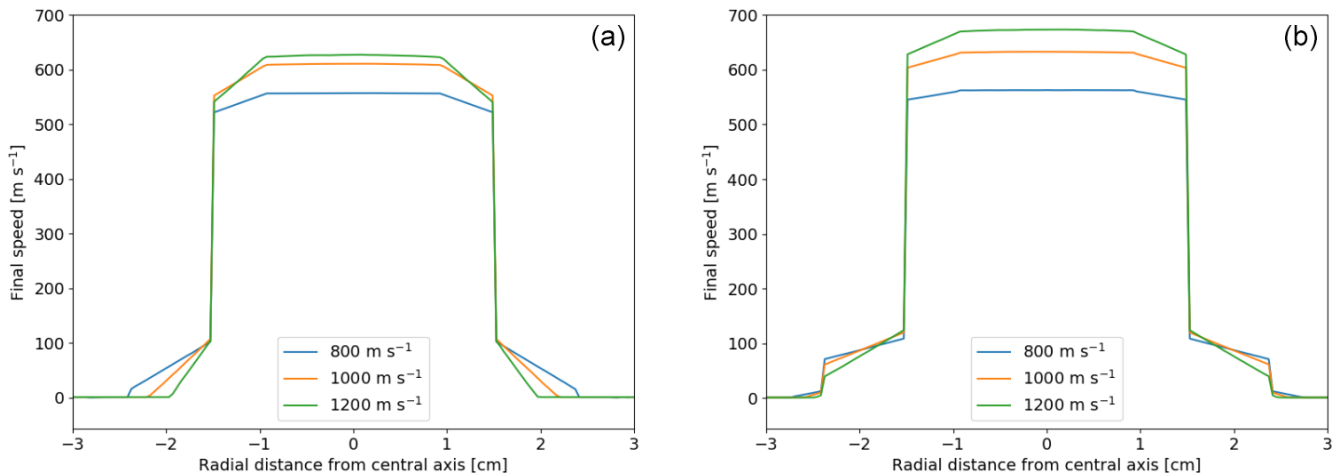 (a)
700
600
500
400
300
200
100
0
Final speed [m s⁻¹]
800 m s⁻¹
1000 m s⁻¹
1200 m s⁻¹
−3
−2
−1
0
1
2
3
Radial distance from central axis [cm]
(b)
700
600
500
400
300
200
100
0
Final speed [m s⁻¹]
800 m s⁻¹
1000 m s⁻¹
1200 m s⁻¹
−3
−2
−1
0
1
2
3
Radial distance from central axis [cm]